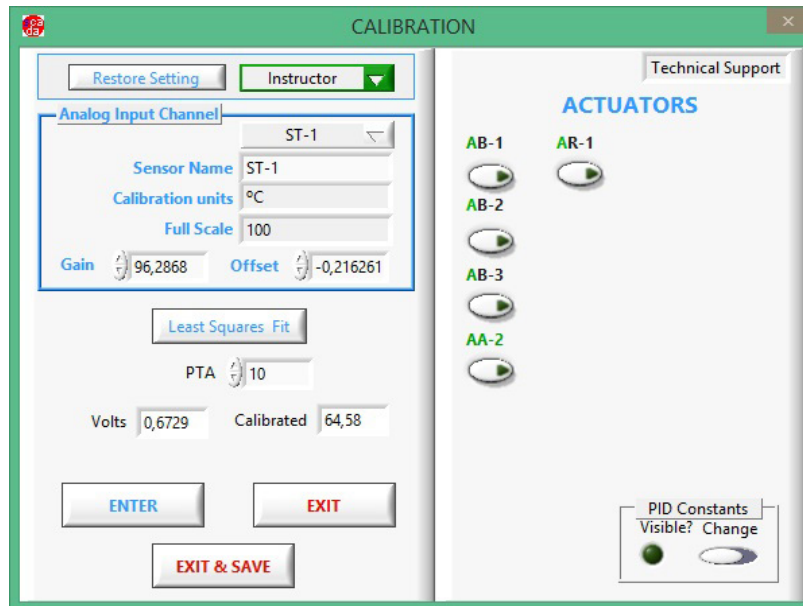 CALIBRATION
Restore Setting
Instructor
Analog Input Channel
ST-1
Sensor Name ST-1
Calibration units ºC
Full Scale 100
Gain 96,2868 Offset -0,216261
Least Squares Fit
PTA 10
Volts 0,6729 Calibrated 64,58
ENTER
EXIT
EXIT & SAVE
Technical Support
ACTUATORS
AB-1 AR-1
AB-2
AB-3
AA-2
PID Constants
Visible? Change